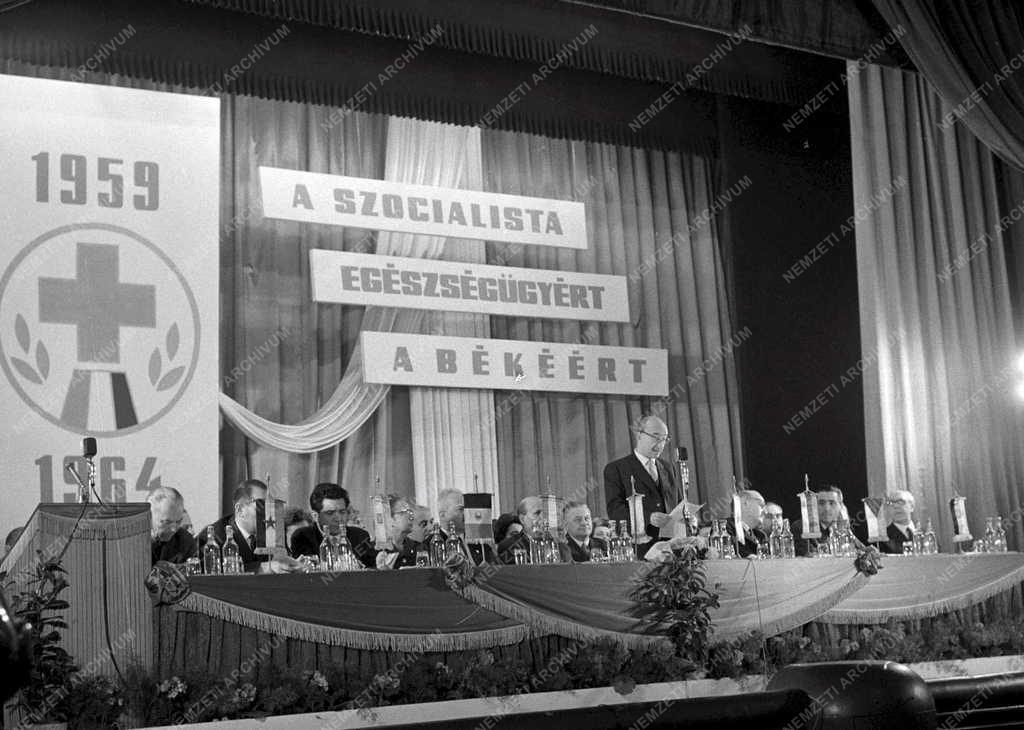 1959
1964
A SZOCIALISTA
EGÉSZSÉGÜGYÉRT
A BÉKÉÉRT
NEMZETI ARCHÍVUM